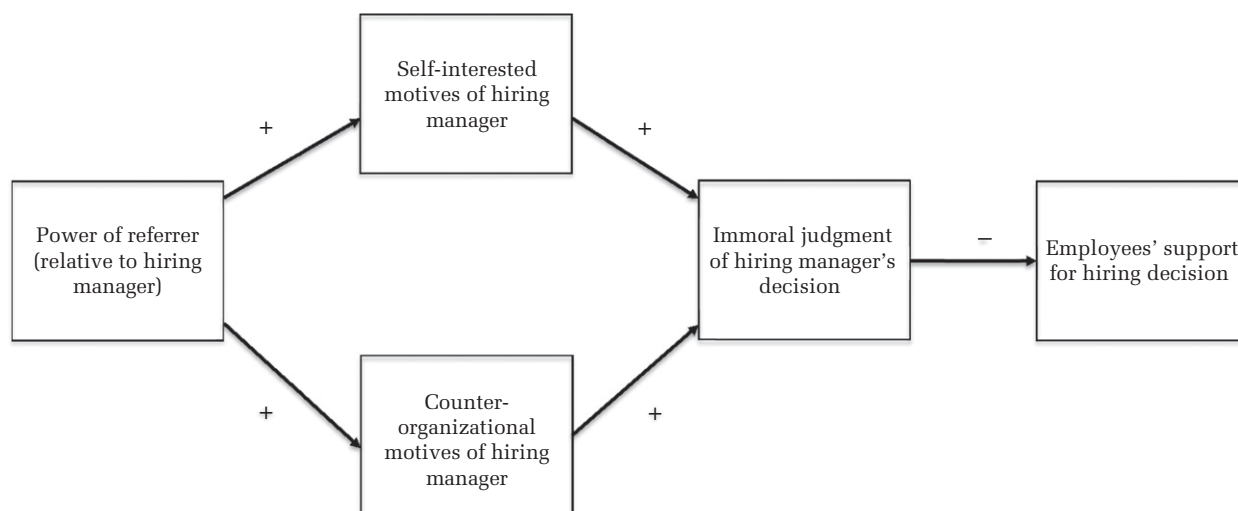 Self-interested
motives of hiring
manager
+
+
Power of referrer
(relative to hiring
manager)
Immoral judgment
of hiring manager’s
decision
−
Employees’ support
for hiring decision
+
+
Counter-
organizational
motives of hiring
manager